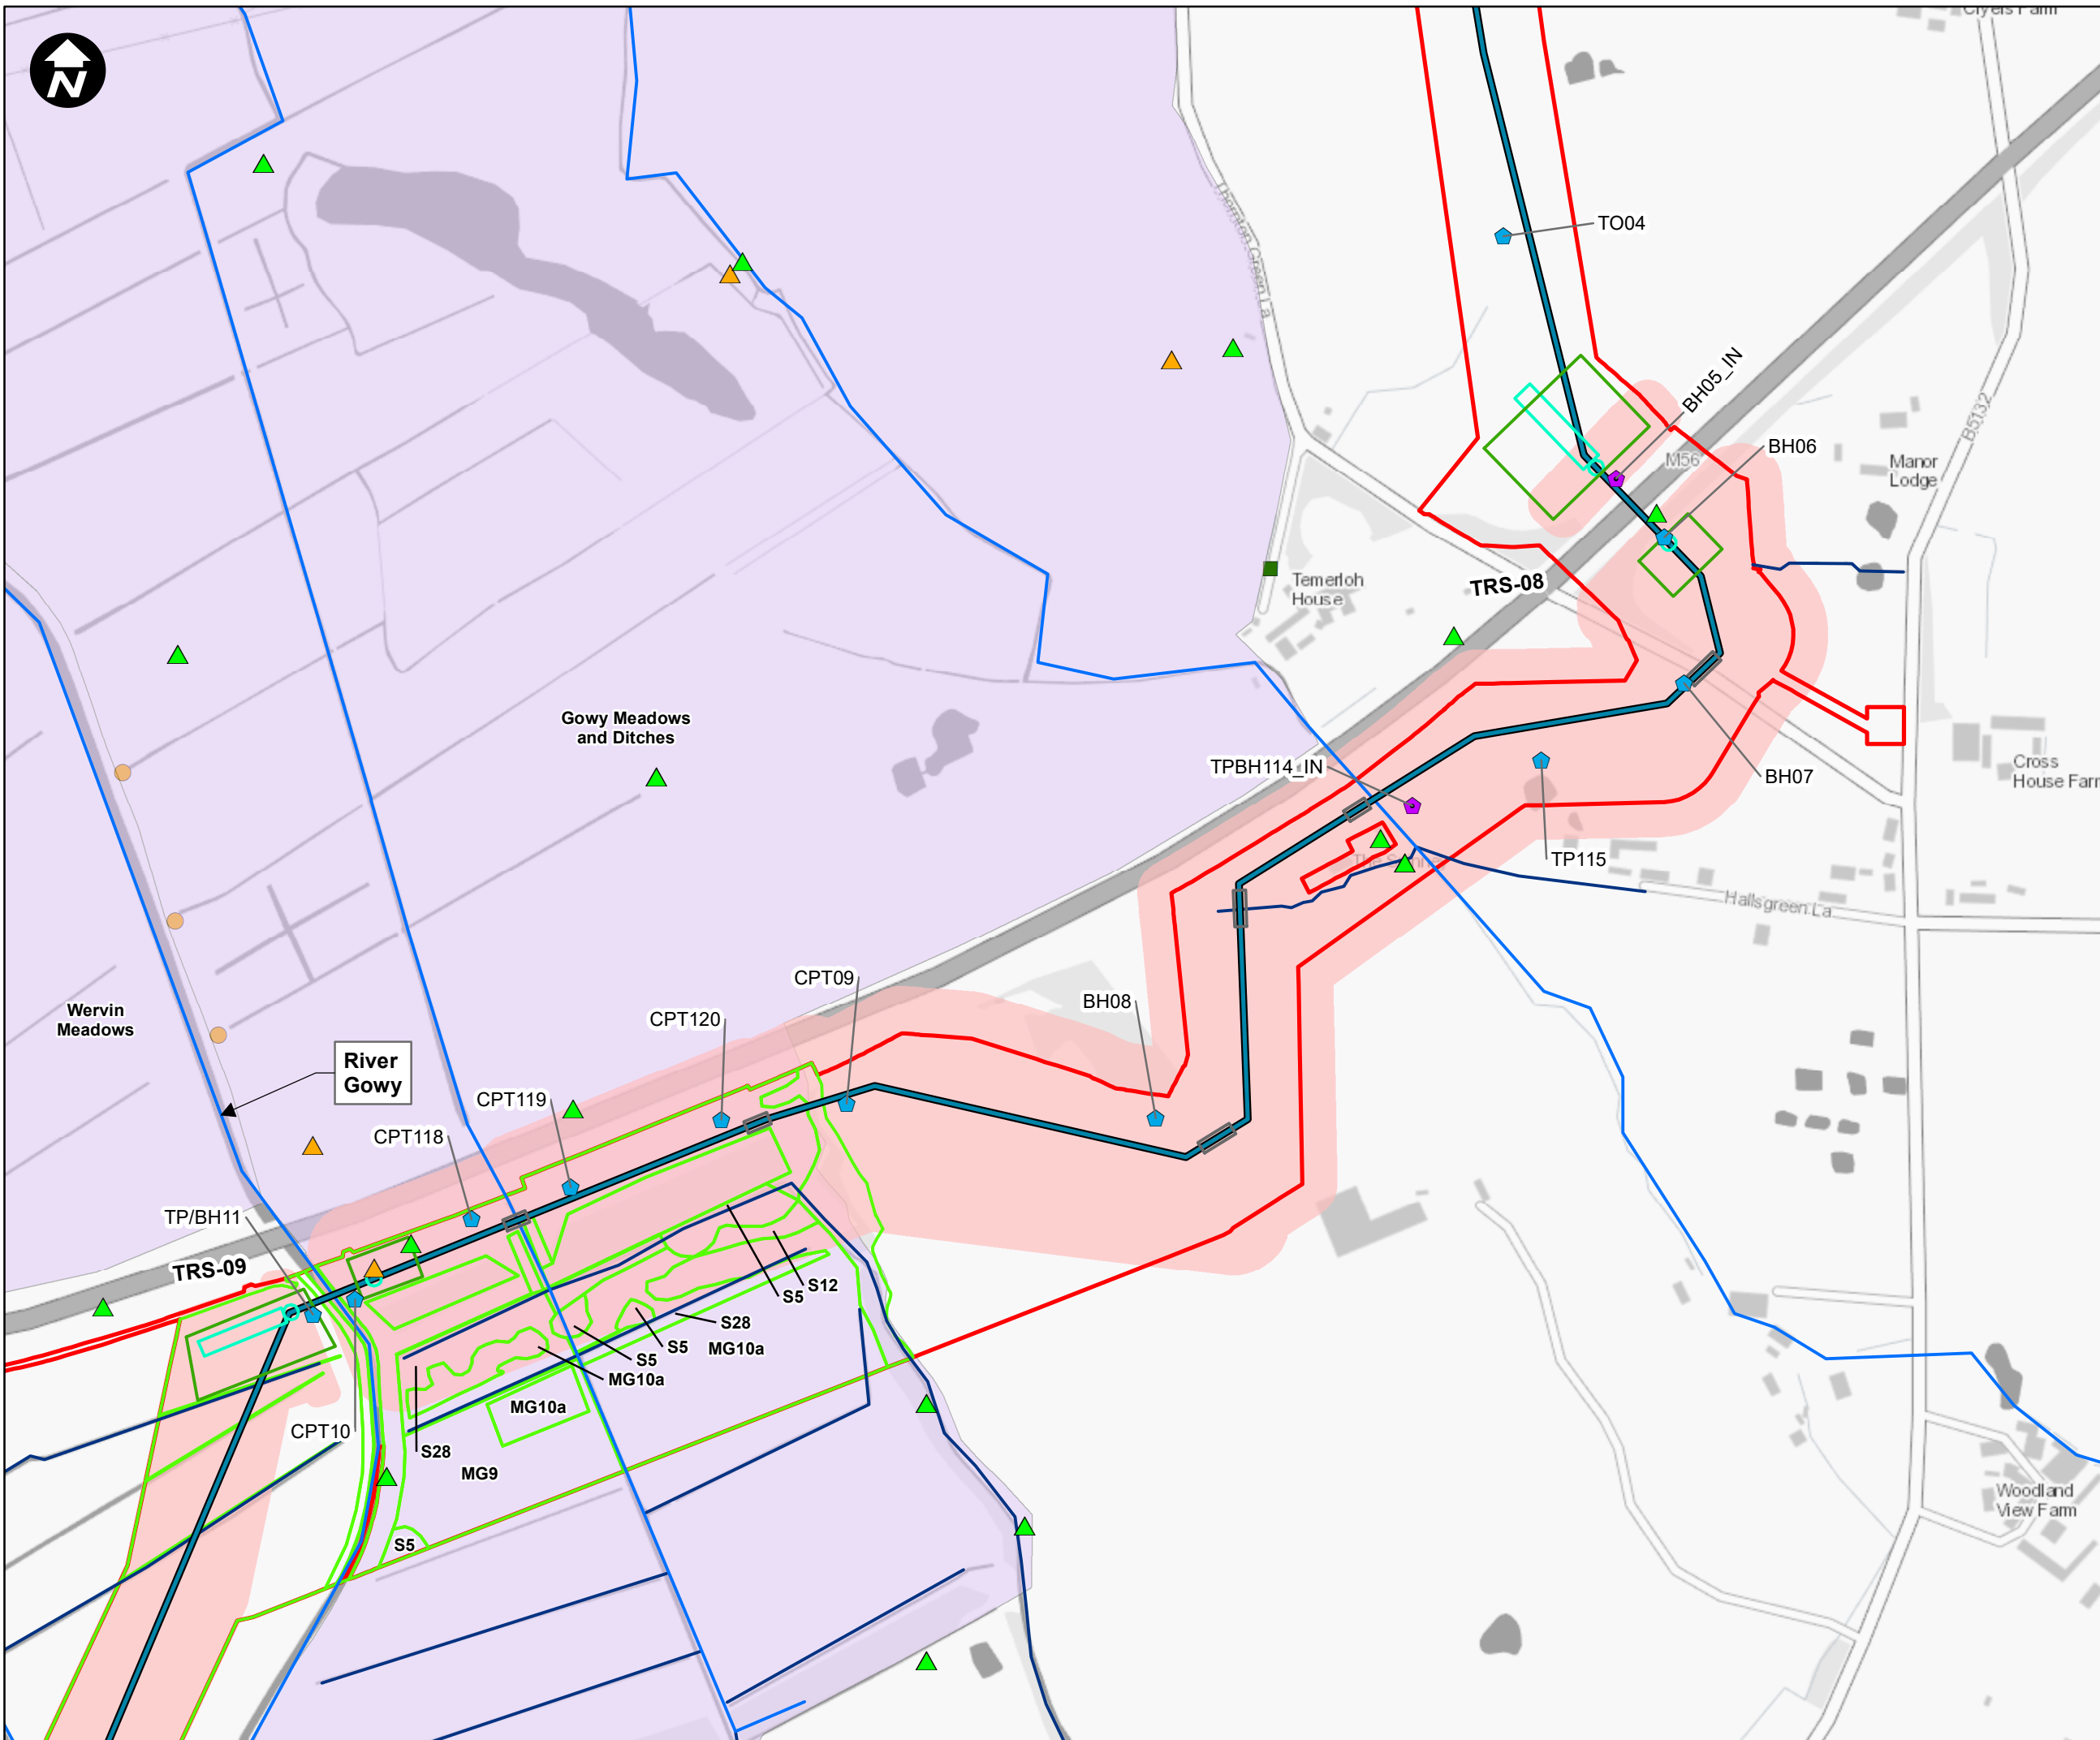 Cryers Farm
N
Thornton Green La
TO04
BH05_IN
M56
BH06
B5132
Manor
Lodge
Temerloh
House
TRS-08
Gowy Meadows
and Ditches
TPBH114_IN
BH07
Cross
House Farm
TP115
Hallsgreen La
CPT09
BH08
CPT120
Wervin
Meadows
River
Gowy
CPT119
CPT118
TP/BH11
TRS-09
S12
S5
S28
S5
MG10a
S5
MG10a
MG10a
CPT10
S28
MG9
S5
Woodland
View Farm